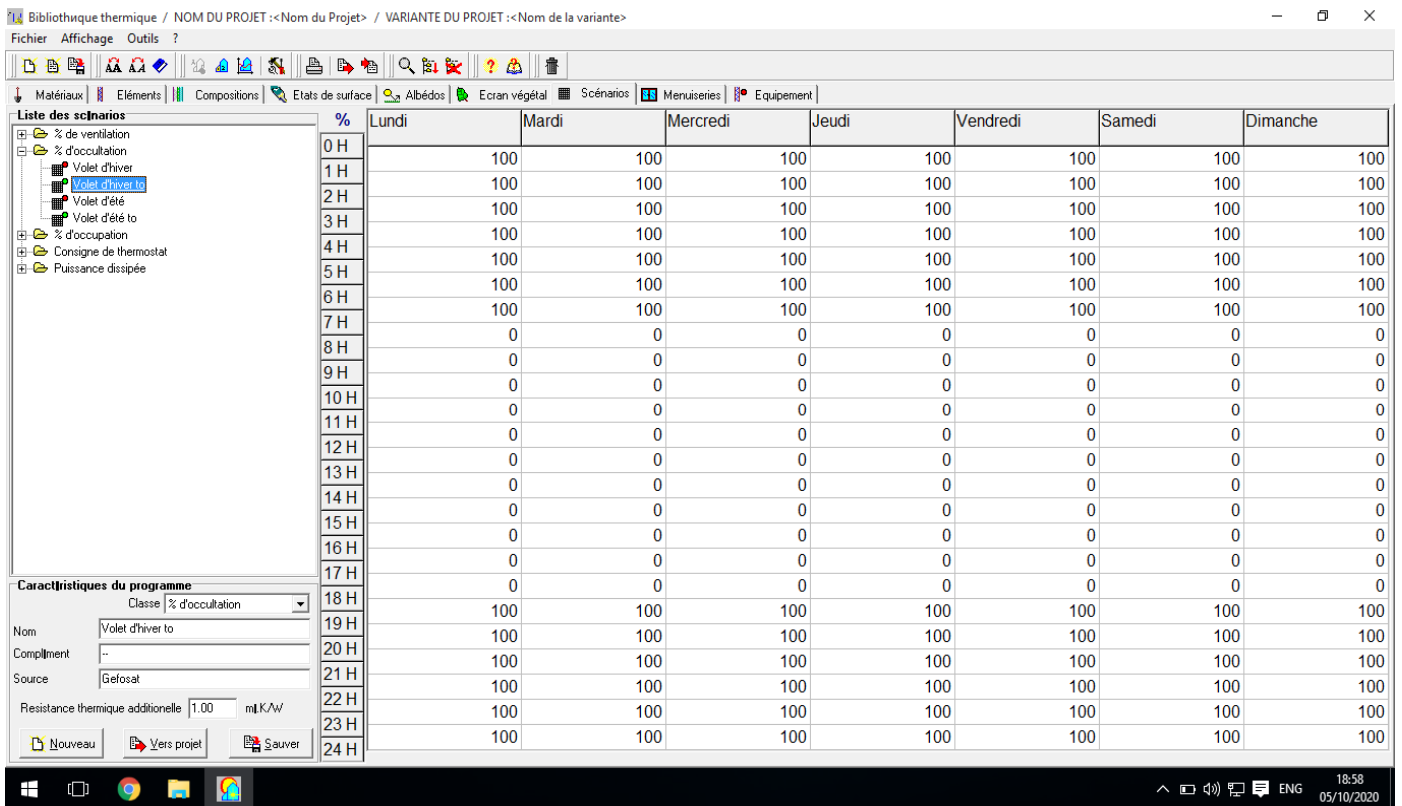 Bibliothиque thermique / NOM DU PROJET :<Nom du Projet> / VARIANTE DU PROJET :<Nom de la variante>
Fichier Affichage Outils ?
Matériaux Eléments Compositions Etats de surface Albédos Ecran végétal Scénarios Menuiseries Equipement
Liste des scInarios
% de ventilation
% d'occultation
Volet d'hiver
Volet d'hiver to
Volet d'été
Volet d'été to
% d'occupation
Consigne de thermostat
Puissance dissipée
CaractIristiques du programme
Classe % d'occultation
Nom Volet d'hiver to
ComplIment --
Source Gefosat
Resistance thermique additionelle 1.00 mI.K/W
Nouveau Vers projet Sauver
% Lundi Mardi Mercredi Jeudi Vendredi Samedi Dimanche
0 H
100 100 100 100 100 100 100
1 H
100 100 100 100 100 100 100
2 H
100 100 100 100 100 100 100
3 H
100 100 100 100 100 100 100
4 H
100 100 100 100 100 100 100
5 H
100 100 100 100 100 100 100
6 H
100 100 100 100 100 100 100
7 H
0 0 0 0 0 0 0
8 H
0 0 0 0 0 0 0
9 H
0 0 0 0 0 0 0
10 H
0 0 0 0 0 0 0
11 H
0 0 0 0 0 0 0
12 H
0 0 0 0 0 0 0
13 H
0 0 0 0 0 0 0
14 H
0 0 0 0 0 0 0
15 H
0 0 0 0 0 0 0
16 H
0 0 0 0 0 0 0
17 H
0 0 0 0 0 0 0
18 H
100 100 100 100 100 100 100
19 H
100 100 100 100 100 100 100
20 H
100 100 100 100 100 100 100
21 H
100 100 100 100 100 100 100
22 H
100 100 100 100 100 100 100
23 H
100 100 100 100 100 100 100
24 H
ENG 18:58
05/10/2020